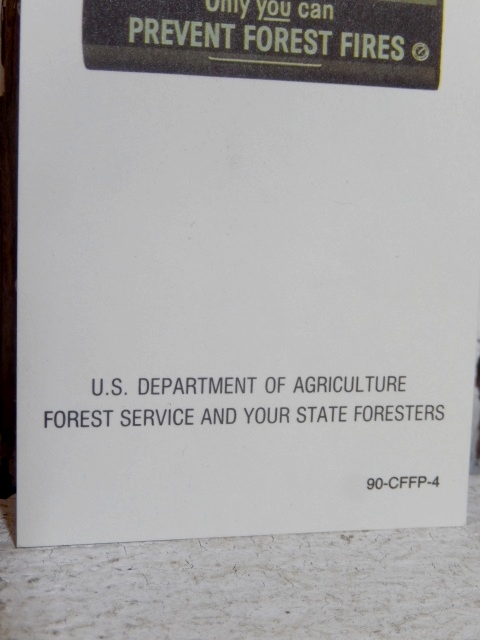 Only you can
PREVENT FOREST FIRES
U.S. DEPARTMENT OF AGRICULTURE
FOREST SERVICE AND YOUR STATE FORESTERS
90-CFFP-4